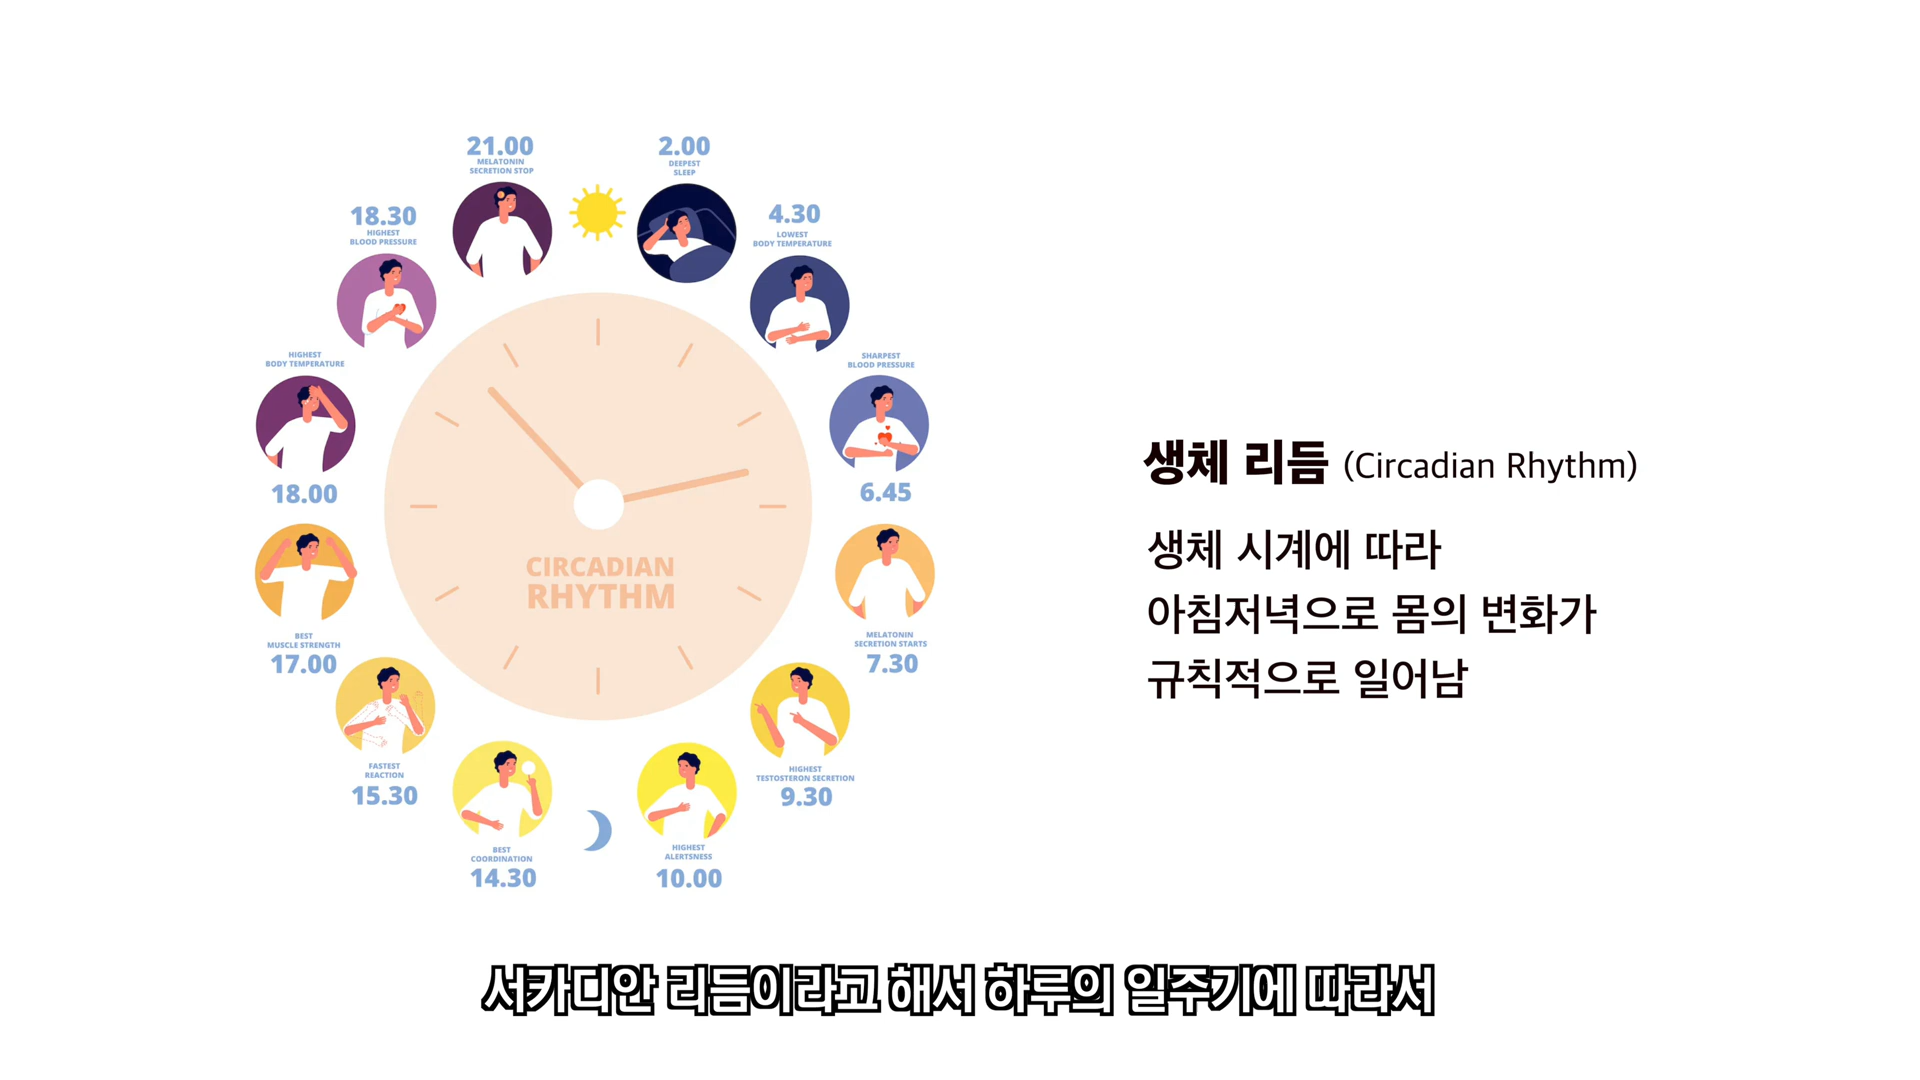 21.00
MELATONIN
SECRETION STOP
2.00
DEEPEST
SLEEP
18.30
HIGHEST
BLOOD PRESSURE
4.30
LOWEST
BODY TEMPERATURE
HIGHEST
BODY TEMPERATURE
18.00
SHARPEST
BLOOD PRESSURE
6.45
BEST
MUSCLE STRENGTH
17.00
MELATONIN
SECRETION STARTS
7.30
FASTEST
REACTION
15.30
HIGHEST
TESTOSTERON SECRETION
9.30
BEST
COORDINATION
14.30
HIGHEST
ALERTSNESS
10.00
CIRCADIAN
RHYTHM
생체 리듬 (Circadian Rhythm)
생체 시계에 따라
아침저녁으로 몸의 변화가
규칙적으로 일어남
서카디안 리듬이라고 해서 하루의 일주기에 따라서